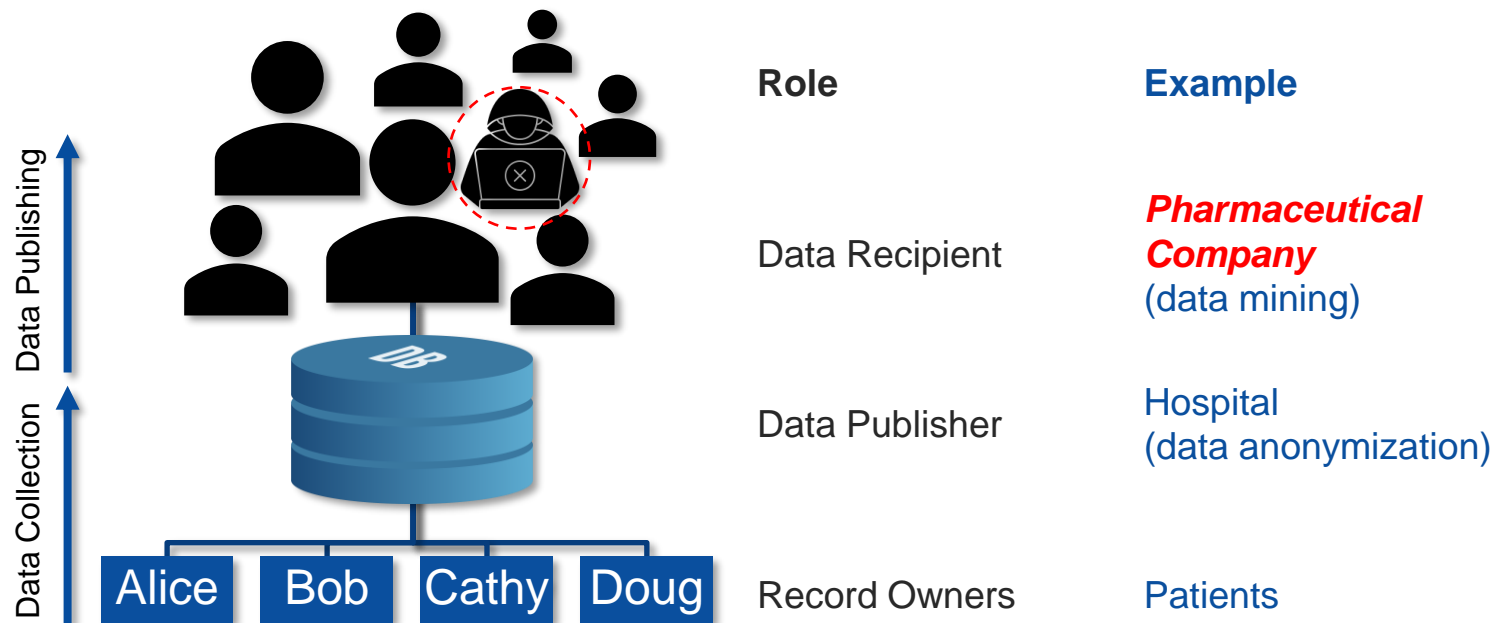 Role
Example
Data Publishing
Data Recipient
Pharmaceutical
Company
(data mining)
DB
Data Collection
Data Publisher
Hospital
(data anonymization)
Alice
Bob
Cathy
Doug
Record Owners
Patients